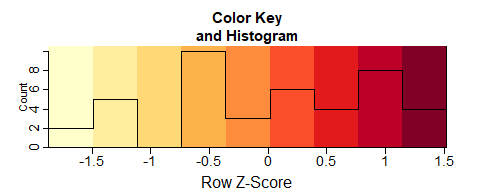 Color Key
and Histogram
Count
0 2 4 6 8
-1.5 -1 -0.5 0 0.5 1 1.5
Row Z-Score